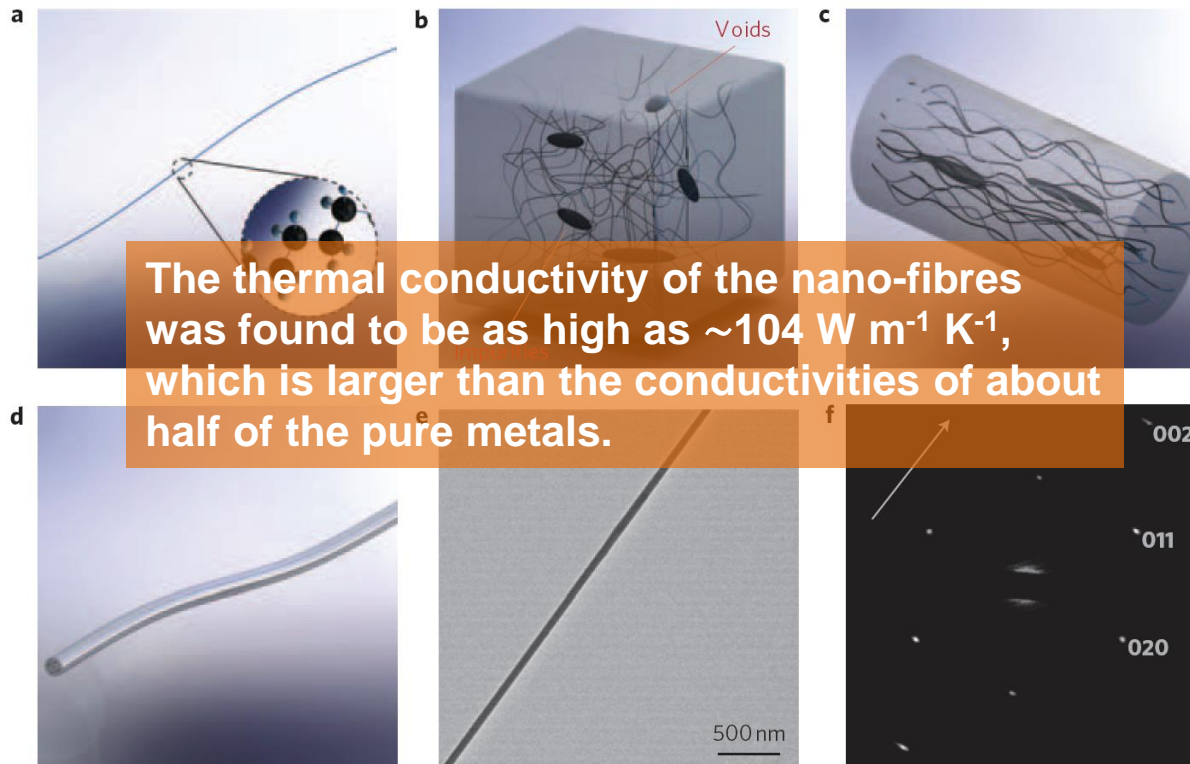 a
b
c
Voids
The thermal conductivity of the nano-fibres
was found to be as high as ~104 W m⁻¹ K⁻¹,
which is larger than the conductivities of about
half of the pure metals.
d
e
f
002
011
020
500 nm